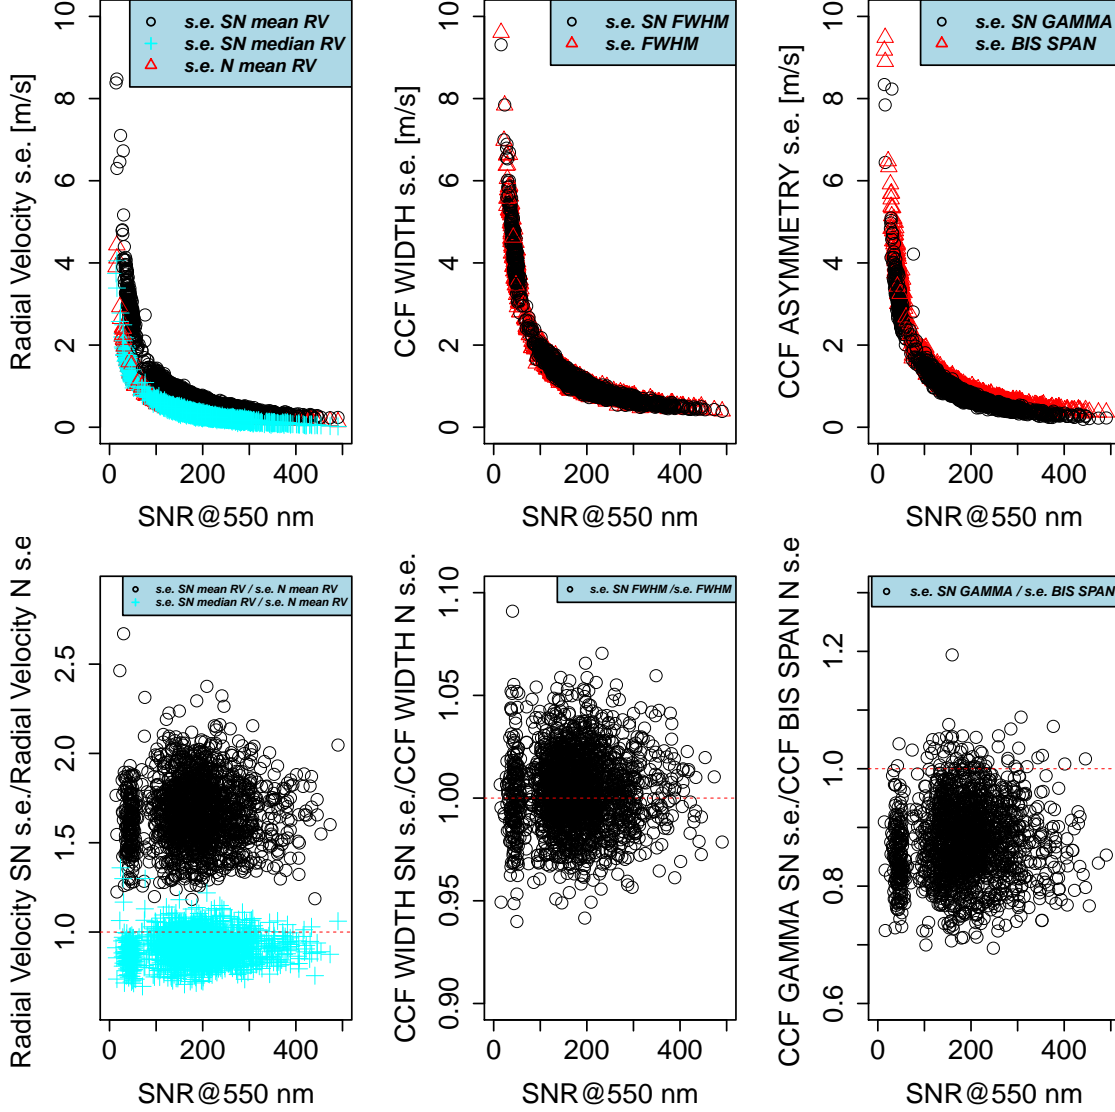 s.e. SN mean RV
s.e. SN median RV
s.e. N mean RV
Radial Velocity s.e. [m/s]
0 2 4 6 8 10
0 200 400
SNR@550 nm
s.e. SN FWHM
s.e. FWHM
CCF WIDTH s.e. [m/s]
0 2 4 6 8 10
0 200 400
SNR@550 nm
s.e. SN GAMMA
s.e. BIS SPAN
CCF ASYMMETRY s.e. [m/s]
0 2 4 6 8 10
0 200 400
SNR@550 nm
s.e. SN mean RV / s.e. N mean RV
s.e. SN median RV / s.e. N mean RV
Radial Velocity SN s.e./Radial Velocity N s.e
1.0 1.5 2.0 2.5
0 200 400
SNR@550 nm
s.e. SN FWHM / s.e. FWHM
CCF WIDTH SN s.e./CCF WIDTH N s.e.
0.90 0.95 1.00 1.05 1.10
0 200 400
SNR@550 nm
s.e. SN GAMMA / s.e. BIS SPAN
CCF GAMMA SN s.e./CCF BIS SPAN N s.e
0.6 0.8 1.0 1.2
0 200 400
SNR@550 nm